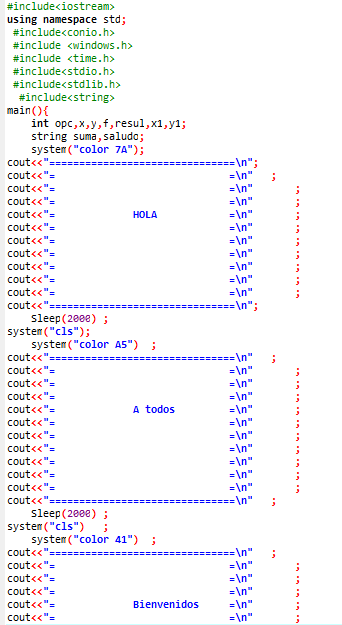 #include<iostream>
using namespace std;
#include<conio.h>
#include <windows.h>
#include <time.h>
#include<stdio.h>
#include<stdlib.h>
#include<string>
main(){
int opc,x,y,f,resul,x1,y1;
string suma,saludo;
system("color 7A");
cout<<"===============================\n";
cout<<"=                             =\n"   ;
cout<<"=                             =\n"       ;
cout<<"=                             =\n"       ;
cout<<"=             HOLA            =\n"       ;
cout<<"=                             =\n"       ;
cout<<"=                             =\n"       ;
cout<<"=                             =\n"       ;
cout<<"=                             =\n"       ;
cout<<"=                             =\n"       ;
cout<<"=                             =\n"       ;
cout<<"===============================\n";
Sleep(2000) ;
system("cls");
system("color A5")  ;
cout<<"===============================\n"   ;
cout<<"=                             =\n"       ;
cout<<"=                             =\n"       ;
cout<<"=                             =\n"       ;
cout<<"=             A todos         =\n"       ;
cout<<"=                             =\n"       ;
cout<<"=                             =\n"       ;
cout<<"=                             =\n"       ;
cout<<"=                             =\n"       ;
cout<<"=                             =\n"       ;
cout<<"=                             =\n"       ;
cout<<"===============================\n"   ;
Sleep(2000) ;
system("cls")   ;
system("color 41")  ;
cout<<"===============================\n"   ;
cout<<"=                             =\n"       ;
cout<<"=                             =\n"       ;
cout<<"=                             =\n"       ;
cout<<"=             Bienvenidos     =\n"       ;
cout<<"=                             =\n"       ;